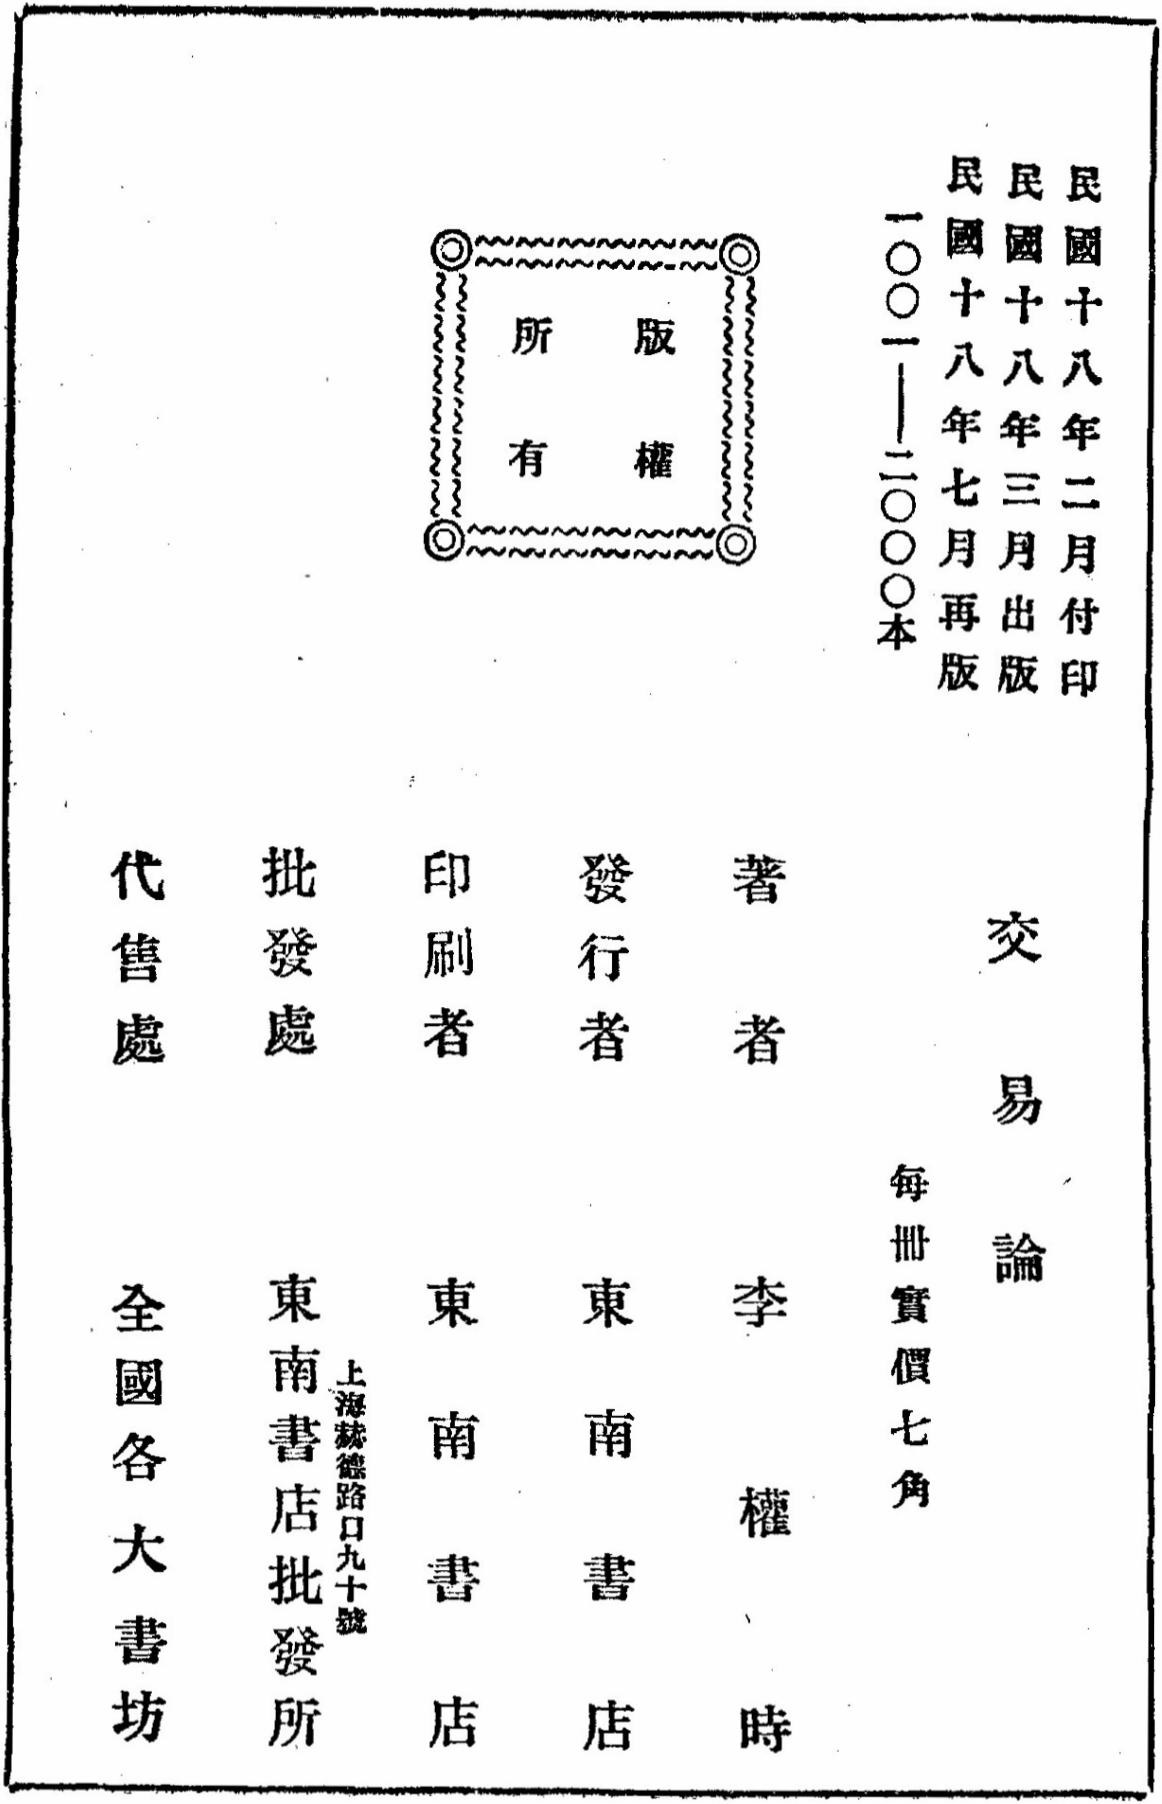 民國十八年二月付印
民國十八年三月出版
民國十八年七月再版
一〇〇一——二〇〇〇本
版權
所有
交易論
每冊實價七角
著者 李權時
發行者 東南書店
印刷者 東南書店
上海赫德路口九十號
批發處 東南書店批發所
代售處 全國各大書坊